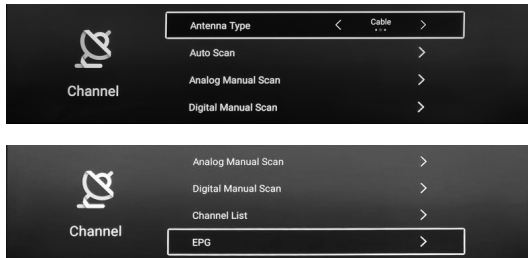 Antenna Type
Cable
Auto Scan
Analog Manual Scan
Digital Manual Scan
Channel
Analog Manual Scan
Digital Manual Scan
Channel List
EPG
Channel